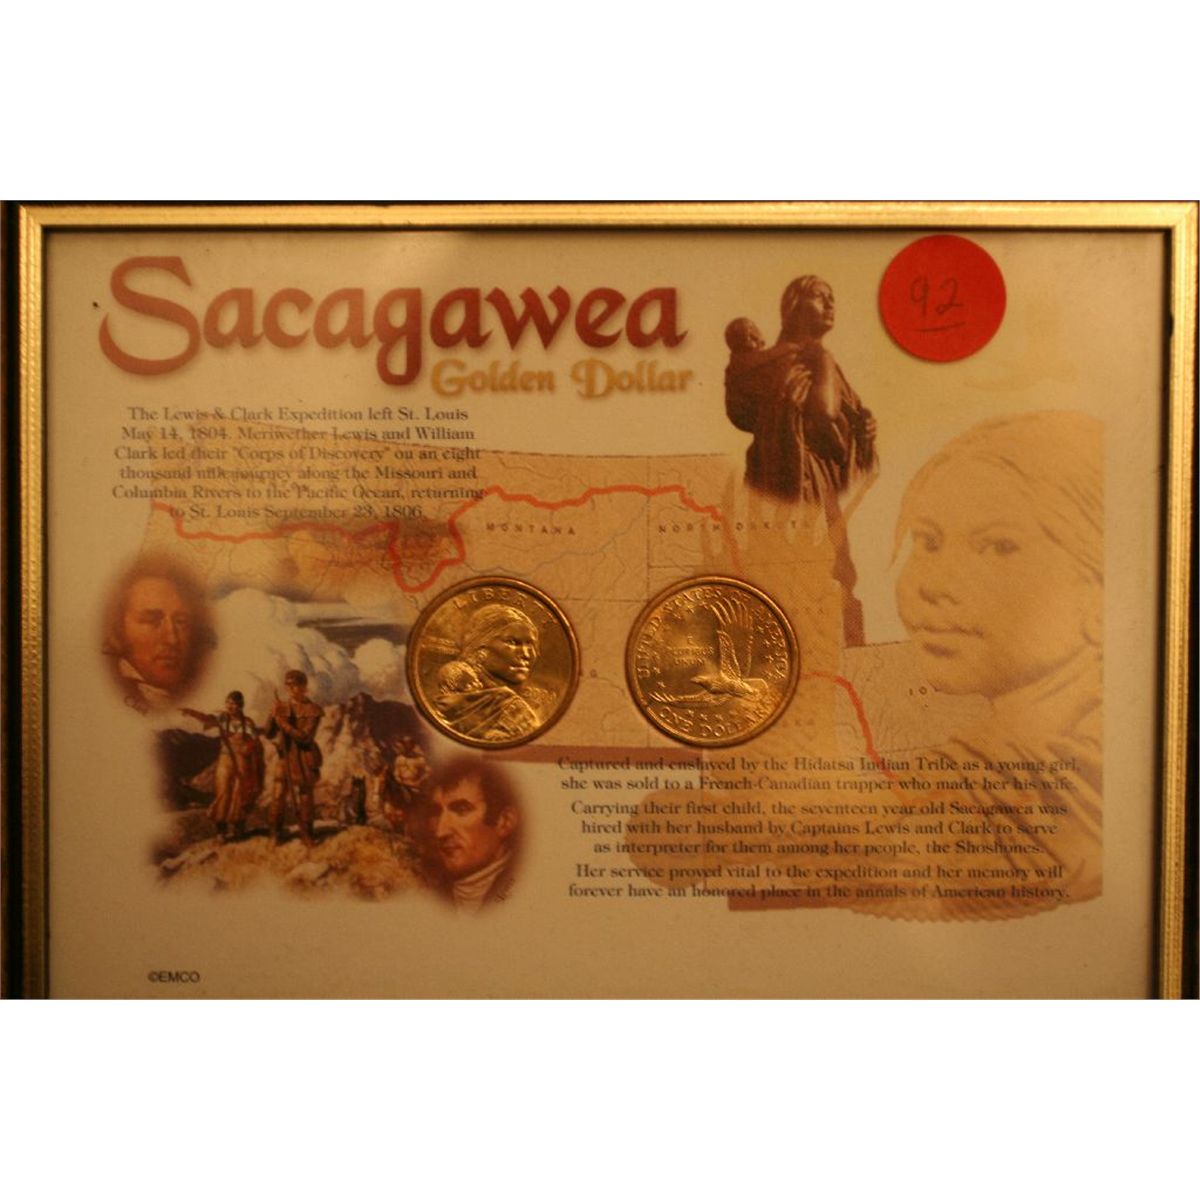 Sacagawea
Golden Dollar
92
The Lewis & Clark Expedition left St. Louis
May 14, 1804. Meriwether Lewis and William
Clark led their "Corps of Discovery" on an eight
thousand mile journey along the Missouri and
Columbia Rivers to the Pacific Ocean, returning
to St. Louis September 23, 1806.
MONTANA
NORTH DAKOTA
LIBERTY
UNITED STATES OF AMERICA
E
PLURIBUS
UNUM
ONE DOLLAR
IO
Captured and enslaved by the Hidatsa Indian Tribe as a young girl,
she was sold to a French-Canadian trapper who made her his wife.
Carrying their first child, the seventeen year old Sacagawea was
hired with her husband by Captains Lewis and Clark to serve
as interpreter for them among her people, the Shoshones.
Her service proved vital to the expedition and her memory will
forever have an honored place in the annals of American history.
©EMCO